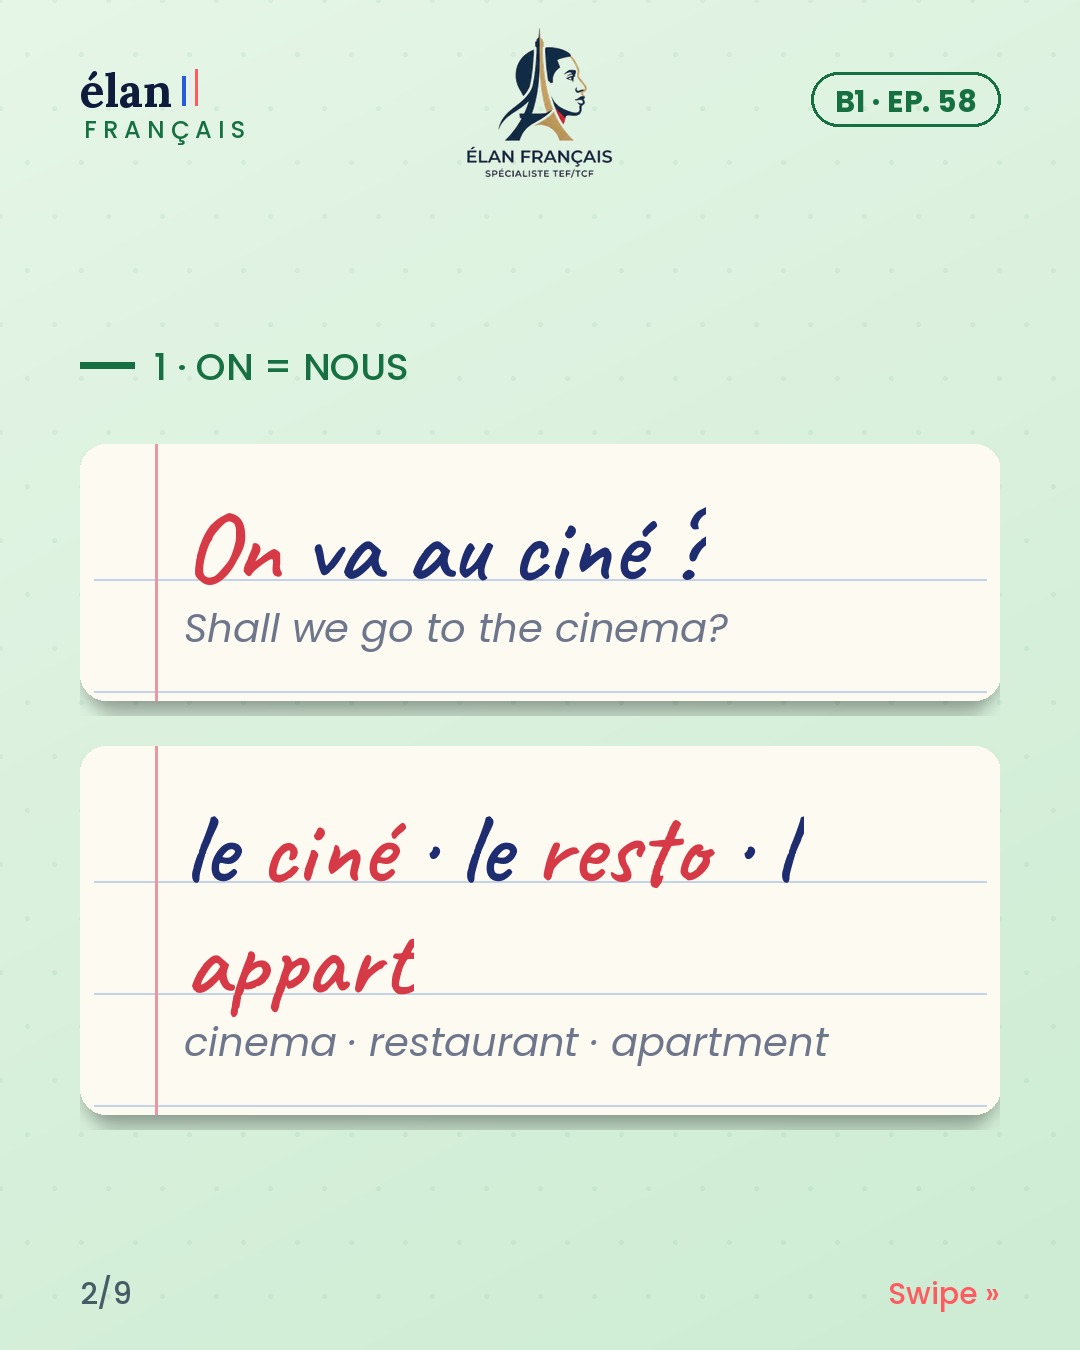 élan
FRANÇAIS
ÉLAN FRANÇAIS
SPÉCIALISTE TEF/TCF
B1 · EP. 58
1 · ON = NOUS
On va au ciné ?
Shall we go to the cinema?
le ciné · le resto · l
appart
cinema · restaurant · apartment
2/9
Swipe »